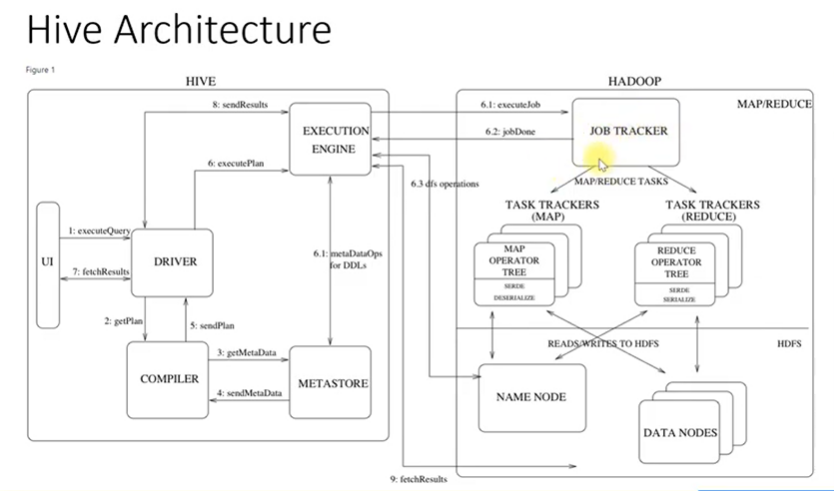 Hive Architecture
Figure 1
HIVE
HADOOP
8: sendResults
EXECUTION
ENGINE
6.1: executeJob
6.2: jobDone
JOB TRACKER
MAP/REDUCE
6: executePlan
6.3 dfs operations
MAP/REDUCE TASKS
TASK TRACKERS
(MAP)
TASK TRACKERS
(REDUCE)
1: executeQuery
UI
7: fetchResults
DRIVER
6.1: metaDataOps
for DDLs
MAP
OPERATOR
TREE
SERDE
DESERIALIZE
REDUCE
OPERATOR
TREE
SERDE
SERIALIZE
2: getPlan
5: sendPlan
READS/WRITES TO HDFS
HDFS
3: getMetaData
COMPILER
METASTORE
4: sendMetaData
NAME NODE
DATA NODES
9: fetchResults